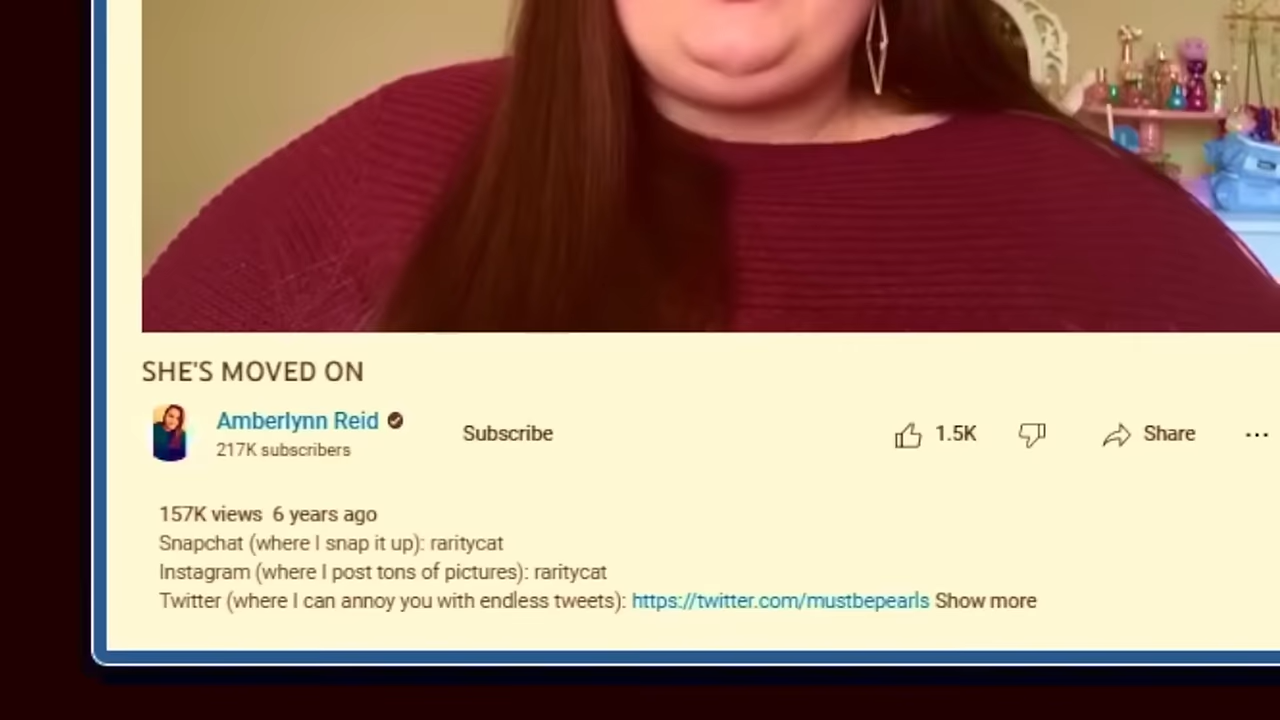 SHE'S MOVED ON
Amberlynn Reid
217K subscribers
Subscribe
1.5K
Share
157K views 6 years ago
Snapchat (where I snap it up): raritycat
Instagram (where I post tons of pictures): raritycat
Twitter (where I can annoy you with endless tweets): https://twitter.com/mustbepearls Show more